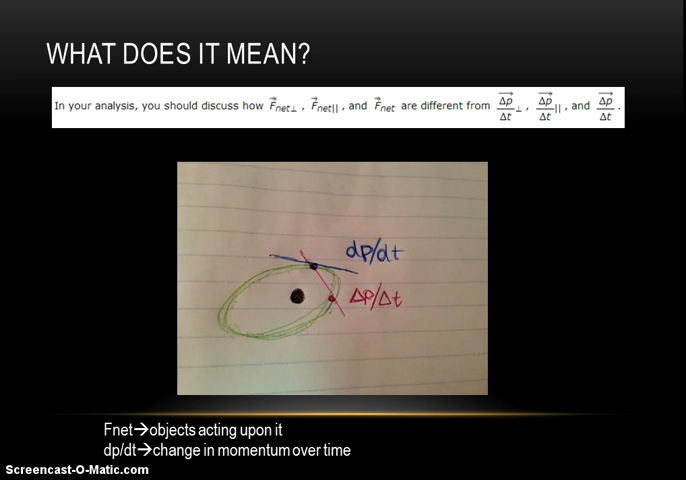 WHAT DOES IT MEAN?
In your analysis, you should discuss how F⃗net⊥ , F⃗net|| , and F⃗net are different from Δp⃗/Δt ⊥ , Δp⃗/Δt || , and Δp⃗/Δt .
dp/dt
Δp/Δt
Fnet→objects acting upon it
dp/dt→change in momentum over time
Screencast-O-Matic.com